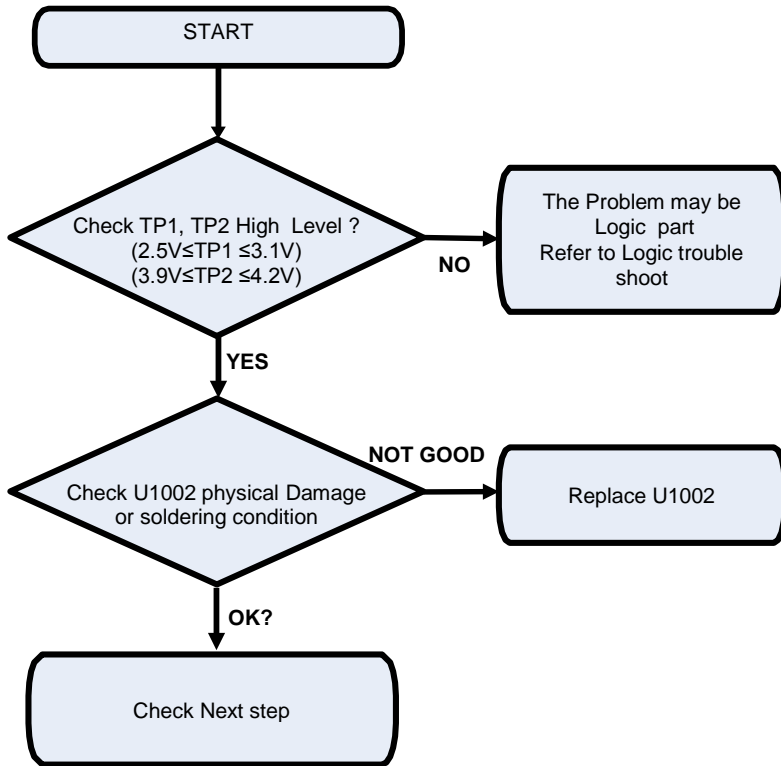 START
Check TP1, TP2 High Level ?
(2.5V≤TP1 ≤3.1V)
(3.9V≤TP2 ≤4.2V)
NO
The Problem may be
Logic part
Refer to Logic trouble
shoot
YES
Check U1002 physical Damage
or soldering condition
NOT GOOD
Replace U1002
OK?
Check Next step